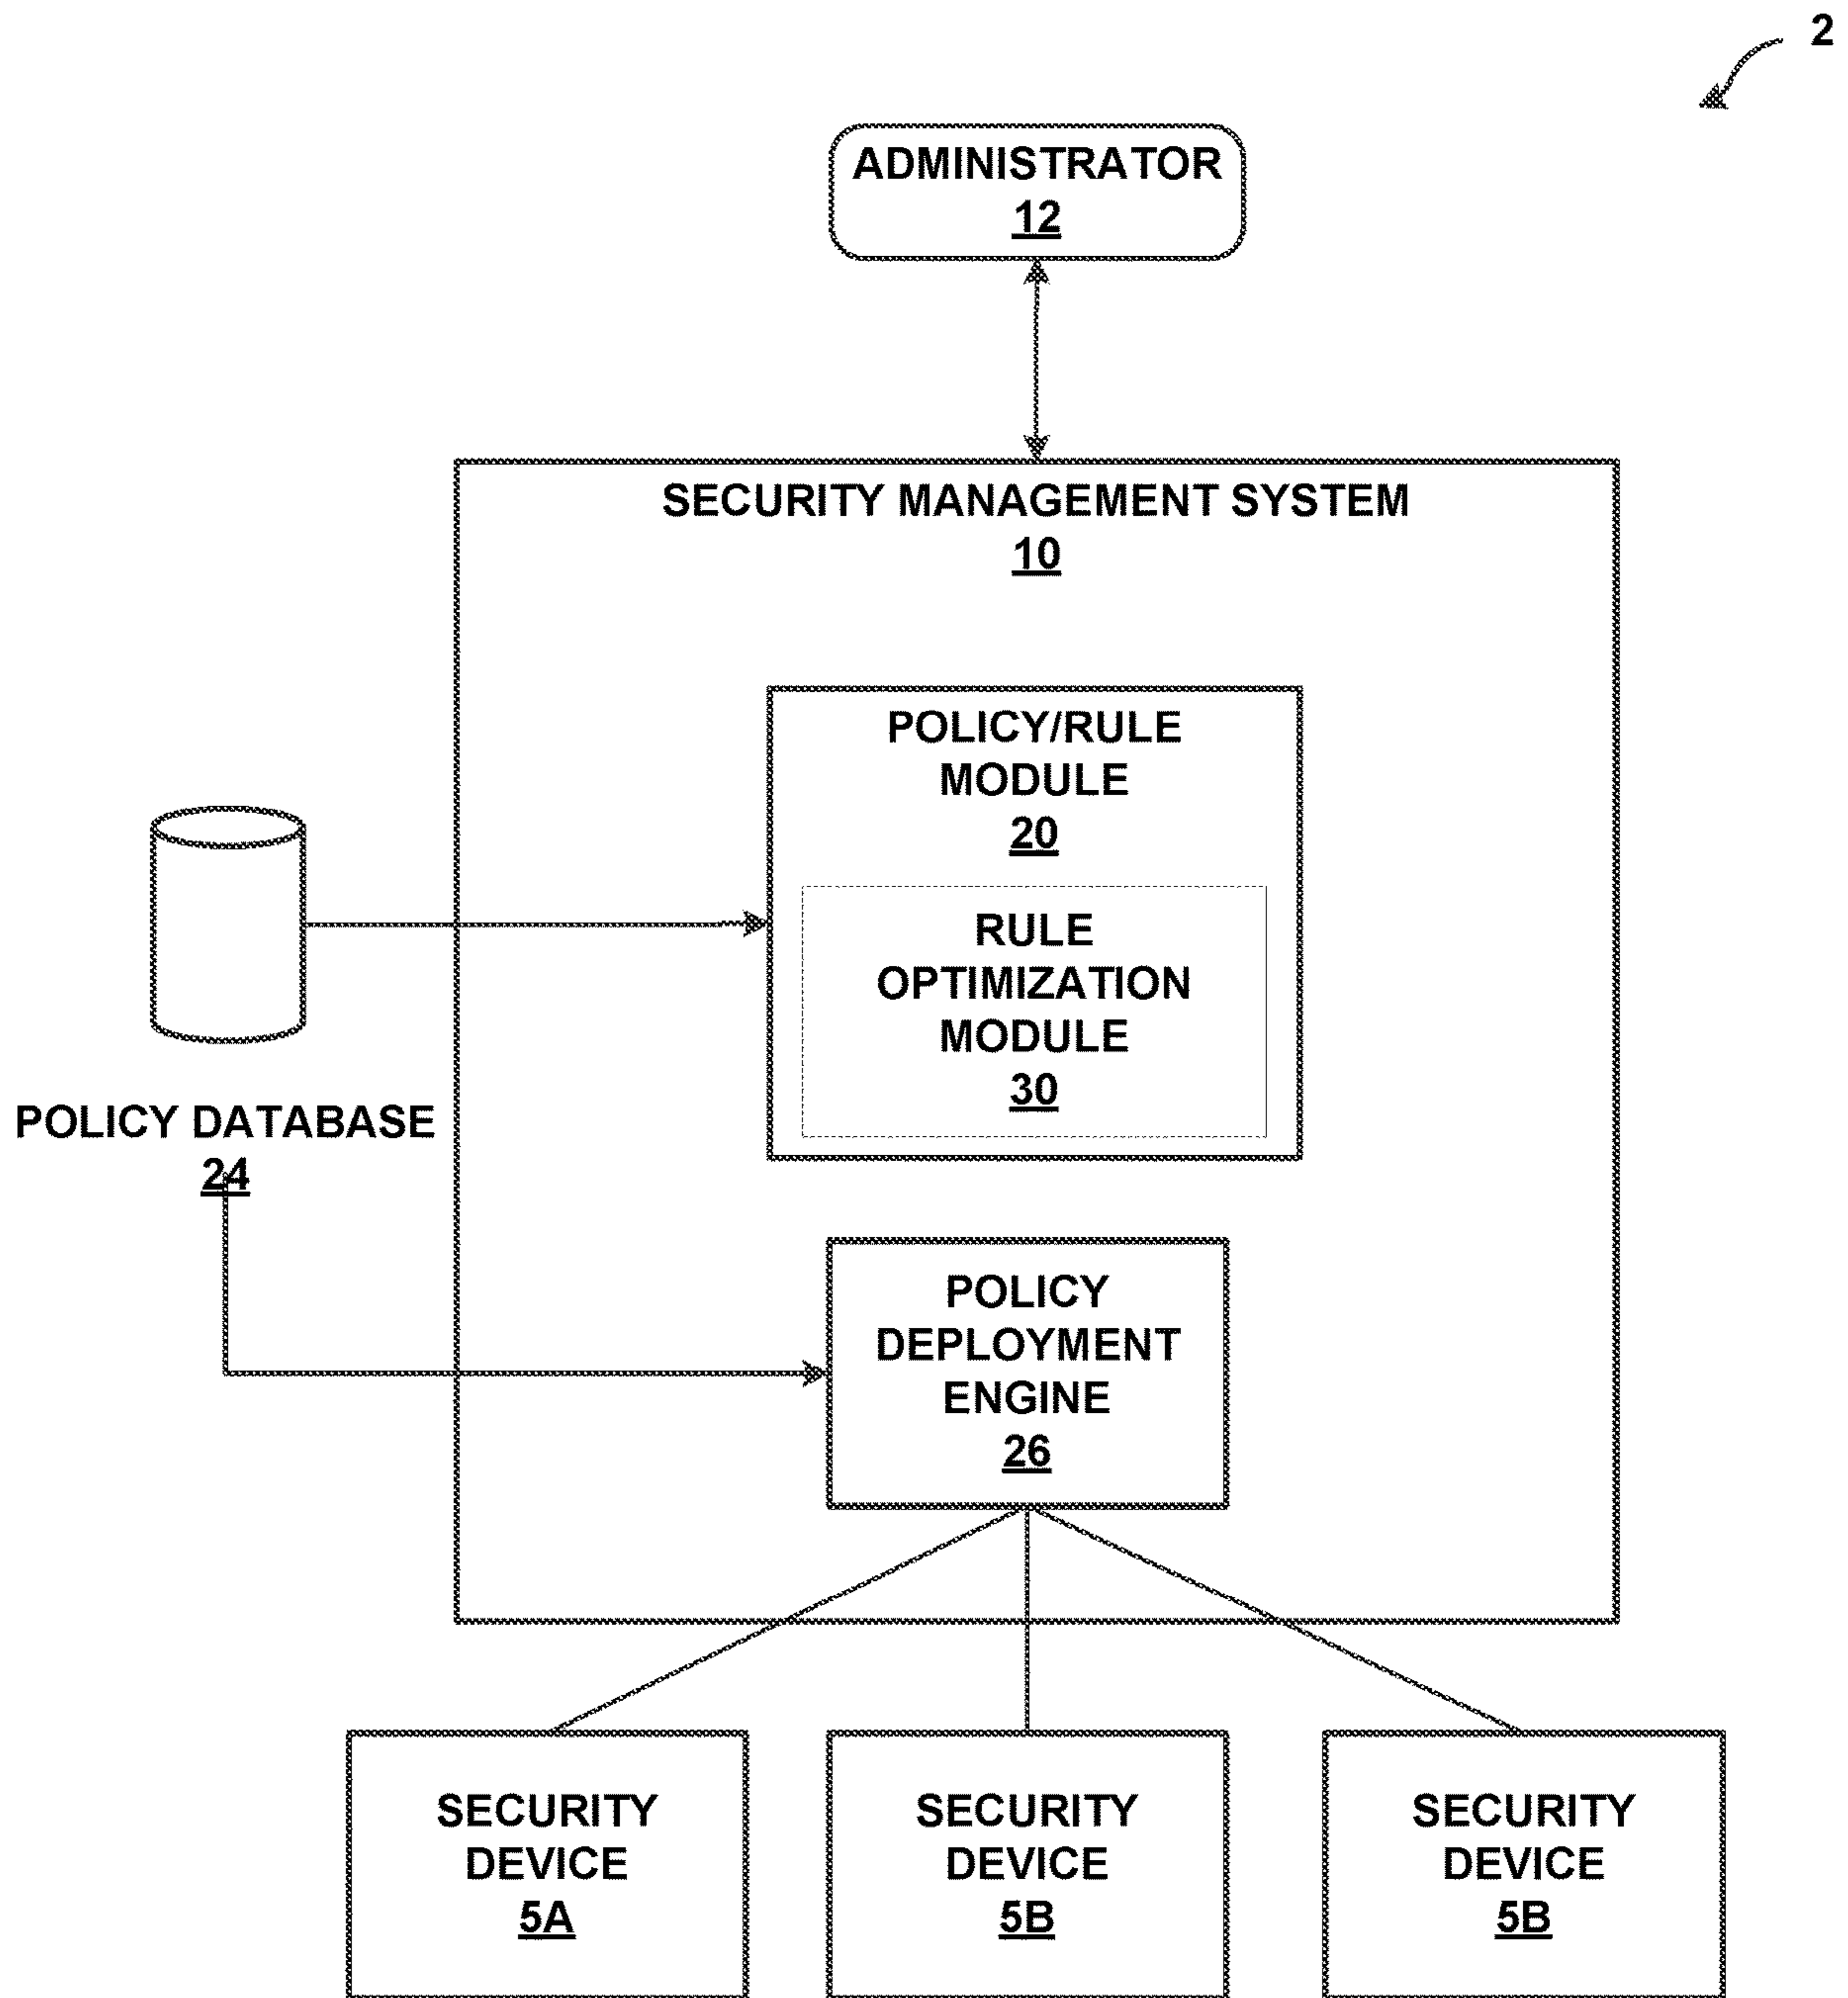 2
ADMINISTRATOR
12
SECURITY MANAGEMENT SYSTEM
10
POLICY/RULE
MODULE
20
RULE
OPTIMIZATION
MODULE
30
POLICY DATABASE
24
POLICY
DEPLOYMENT
ENGINE
26
SECURITY
DEVICE
5A
SECURITY
DEVICE
5B
SECURITY
DEVICE
5B